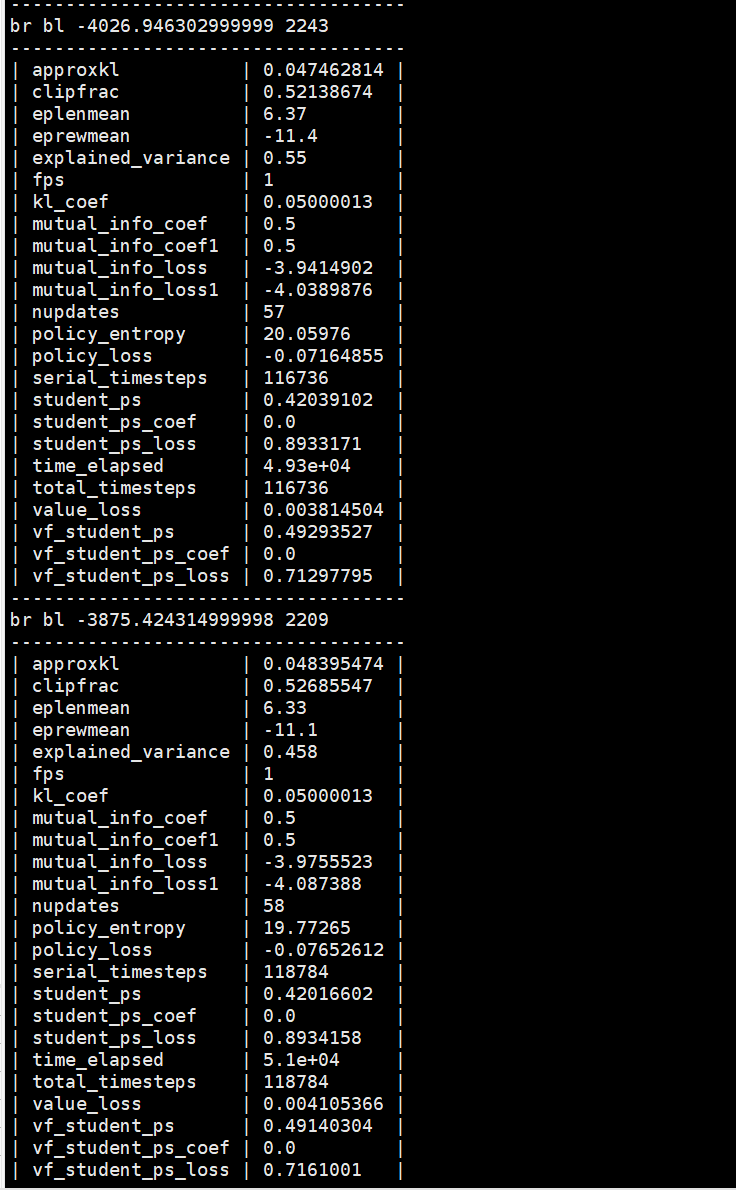 ------------------------------------
br bl -4026.946302999999 2243
------------------------------------
| approxkl           | 0.047462814 |
| clipfrac           | 0.52138674  |
| eplenmean          | 6.37        |
| eprewmean          | -11.4       |
| explained_variance | 0.55        |
| fps                | 1           |
| kl_coef            | 0.05000013  |
| mutual_info_coef   | 0.5         |
| mutual_info_coef1  | 0.5         |
| mutual_info_loss   | -3.9414902  |
| mutual_info_loss1  | -4.0389876  |
| nupdates           | 57          |
| policy_entropy     | 20.05976    |
| policy_loss        | -0.07164855 |
| serial_timesteps   | 116736      |
| student_ps         | 0.42039102  |
| student_ps_coef    | 0.0         |
| student_ps_loss    | 0.8933171   |
| time_elapsed       | 4.93e+04    |
| total_timesteps    | 116736      |
| value_loss         | 0.003814504 |
| vf_student_ps      | 0.49293527  |
| vf_student_ps_coef | 0.0         |
| vf_student_ps_loss | 0.71297795  |
------------------------------------
br bl -3875.424314999998 2209
------------------------------------
| approxkl           | 0.048395474 |
| clipfrac           | 0.52685547  |
| eplenmean          | 6.33        |
| eprewmean          | -11.1       |
| explained_variance | 0.458       |
| fps                | 1           |
| kl_coef            | 0.05000013  |
| mutual_info_coef   | 0.5         |
| mutual_info_coef1  | 0.5         |
| mutual_info_loss   | -3.9755523  |
| mutual_info_loss1  | -4.087388   |
| nupdates           | 58          |
| policy_entropy     | 19.77265    |
| policy_loss        | -0.07652612 |
| serial_timesteps   | 118784      |
| student_ps         | 0.42016602  |
| student_ps_coef    | 0.0         |
| student_ps_loss    | 0.8934158   |
| time_elapsed       | 5.1e+04     |
| total_timesteps    | 118784      |
| value_loss         | 0.004105366 |
| vf_student_ps      | 0.49140304  |
| vf_student_ps_coef | 0.0         |
| vf_student_ps_loss | 0.7161001   |